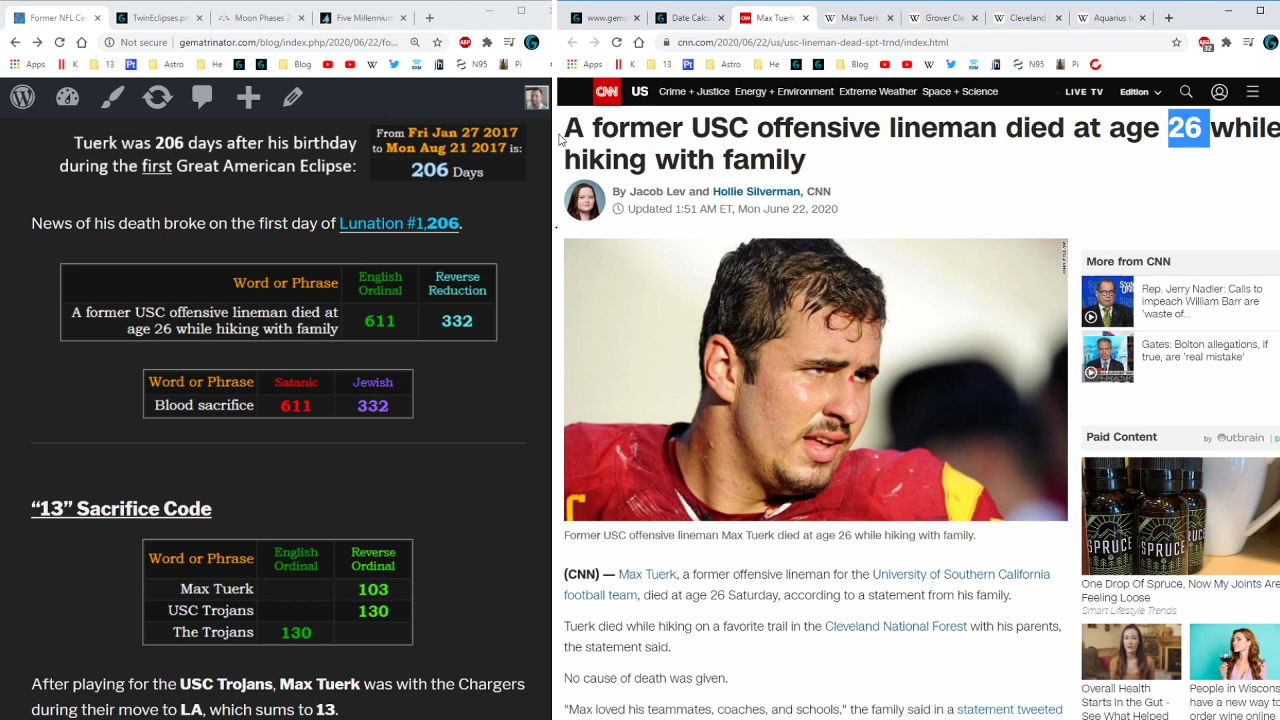 Former NFL Cen
TwinEclipses.pn
Moon Phases 2
Five Millennium
Not secure
gematrinator.com/blog/index.php/2020/06/22/fo...
Apps
K
13
Pt
Astro
He
Blog
N95
Pi
Tuerk was 206 days after his birthday
during the first Great American Eclipse:
From Fri Jan 27 2017
to Mon Aug 21 2017 is:
206 Days
News of his death broke on the first day of Lunation #1,206.
Word or Phrase English Ordinal Reverse Reduction
A former USC offensive lineman died at
age 26 while hiking with family 611 332
Word or Phrase Satanic Jewish
Blood sacrifice 611 332
“13” Sacrifice Code
Word or Phrase English Ordinal Reverse Ordinal
Max Tuerk 103
USC Trojans 130
The Trojans 130
After playing for the USC Trojans, Max Tuerk was with the Chargers
during their move to LA, which sums to 13.
www.gema
Date Calcu
Max Tuerk
Max Tuerk
Grover Cle
Cleveland
Aquarius (
cnn.com/2020/06/22/us/usc-lineman-dead-spt-trnd/index.html
32
Apps
K
13
Pt
Astro
He
Blog
N95
Pi
CNN US Crime + Justice Energy + Environment Extreme Weather Space + Science LIVE TV Edition
A former USC offensive lineman died at age 26 while
hiking with family
By Jacob Lev and Hollie Silverman, CNN
Updated 1:51 AM ET, Mon June 22, 2020
Former USC offensive lineman Max Tuerk died at age 26 while hiking with family.
(CNN) — Max Tuerk, a former offensive lineman for the University of Southern California
football team, died at age 26 Saturday, according to a statement from his family.
Tuerk died while hiking on a favorite trail in the Cleveland National Forest with his parents,
the statement said.
No cause of death was given.
"Max loved his teammates, coaches, and schools," the family said in a statement tweeted
More from CNN
Rep. Jerry Nadler: Calls to
impeach William Barr are
'waste of...
Gates: Bolton allegations, if
true, are 'real mistake'
Paid Content
by Outbrain
SPRUCE
SPRUCE
One Drop Of Spruce, Now My Joints Are
Feeling Loose
Smart Lifestyle Trends
Overall Health
Starts In the Gut -
See What Helped
People in Wiscons
have a new way to
order wine online